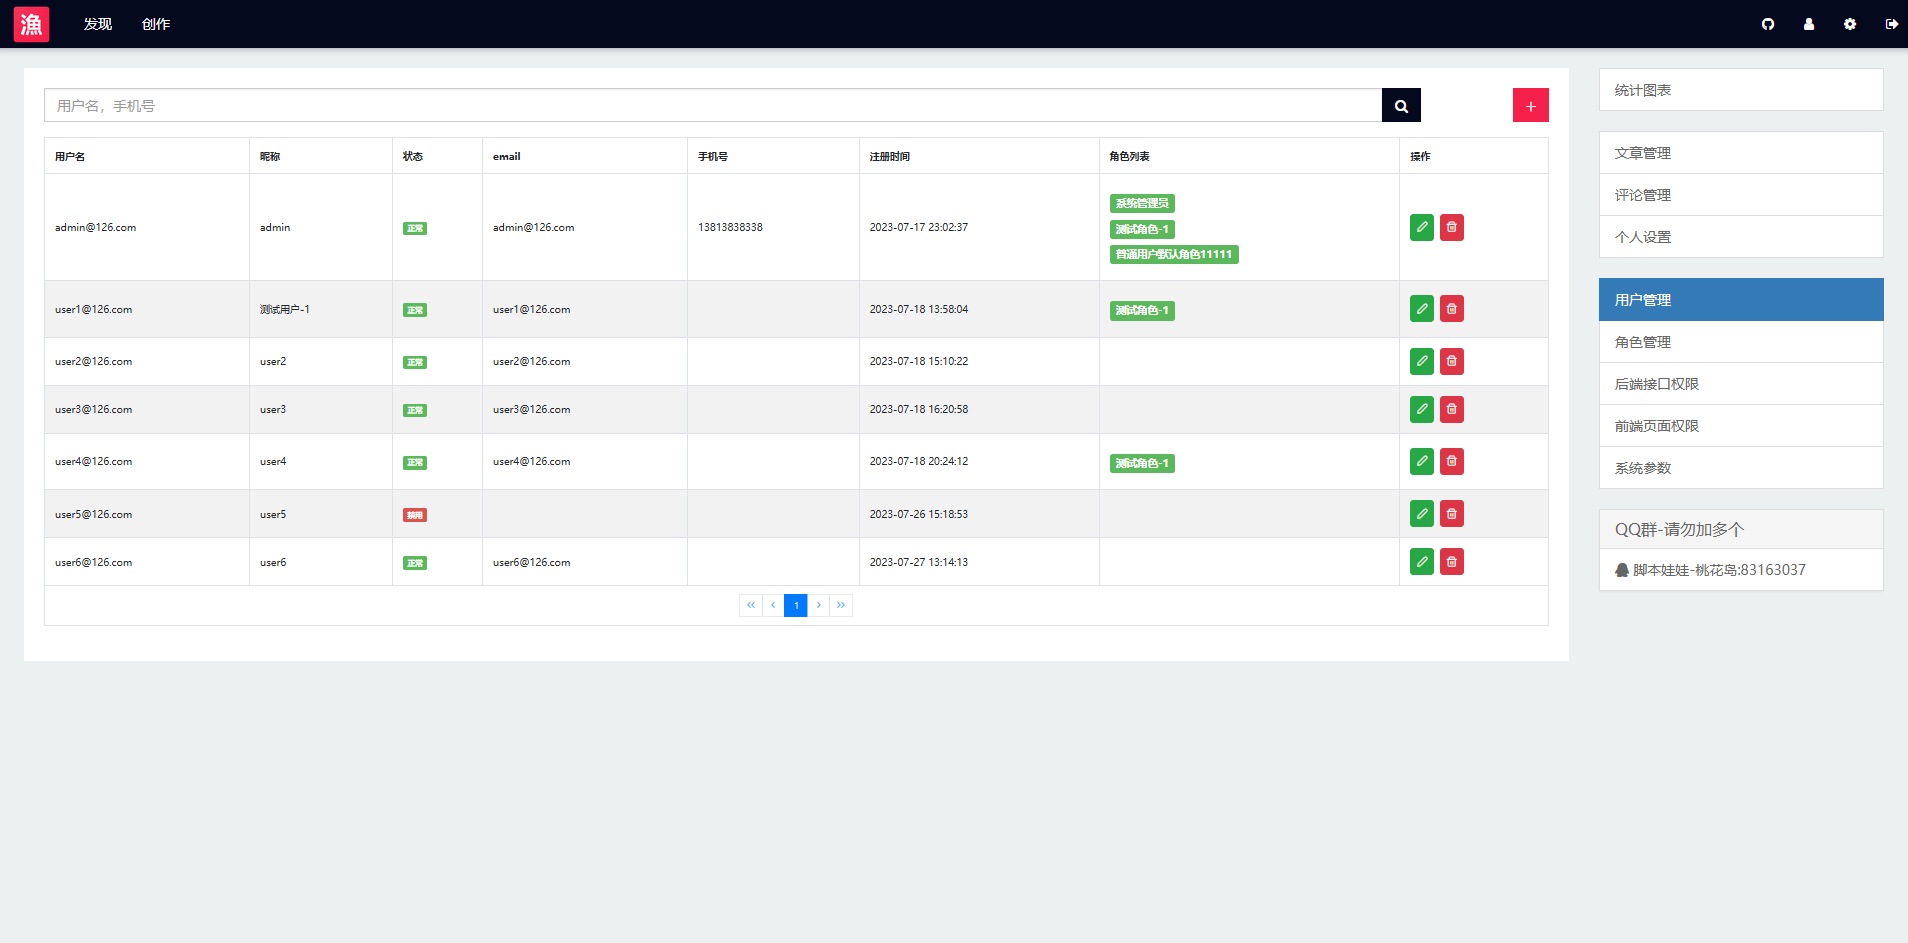 漁 发现 创作
用户名，手机号
+
用户名 昵称 状态 email 手机号 注册时间 角色列表 操作
admin@126.com admin 正常 admin@126.com 13813838338 2023-07-17 23:02:37 系统管理员
测试角色-1
普通用户默认角色11111
user1@126.com 测试用户-1 正常 user1@126.com 2023-07-18 13:58:04 测试角色-1
user2@126.com user2 正常 user2@126.com 2023-07-18 15:10:22
user3@126.com user3 正常 user3@126.com 2023-07-18 16:20:58
user4@126.com user4 正常 user4@126.com 2023-07-18 20:24:12 测试角色-1
user5@126.com user5 禁用 2023-07-26 15:18:53
user6@126.com user6 正常 user6@126.com 2023-07-27 13:14:13
« ‹ 1 › »
统计图表
文章管理
评论管理
个人设置
用户管理
角色管理
后端接口权限
前端页面权限
系统参数
QQ群-请勿加多个
脚本娃娃-桃花岛:83163037